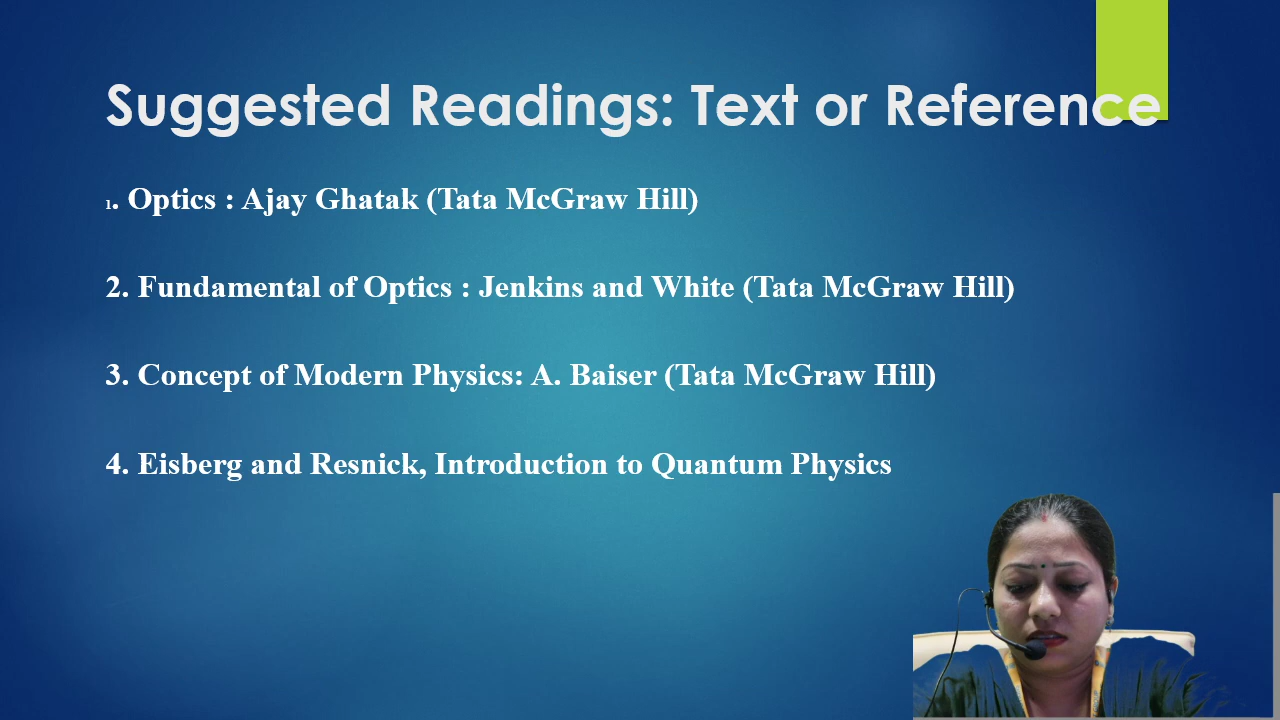 Suggested Readings: Text or Reference
1. Optics : Ajay Ghatak (Tata McGraw Hill)
2. Fundamental of Optics : Jenkins and White (Tata McGraw Hill)
3. Concept of Modern Physics: A. Baiser (Tata McGraw Hill)
4. Eisberg and Resnick, Introduction to Quantum Physics